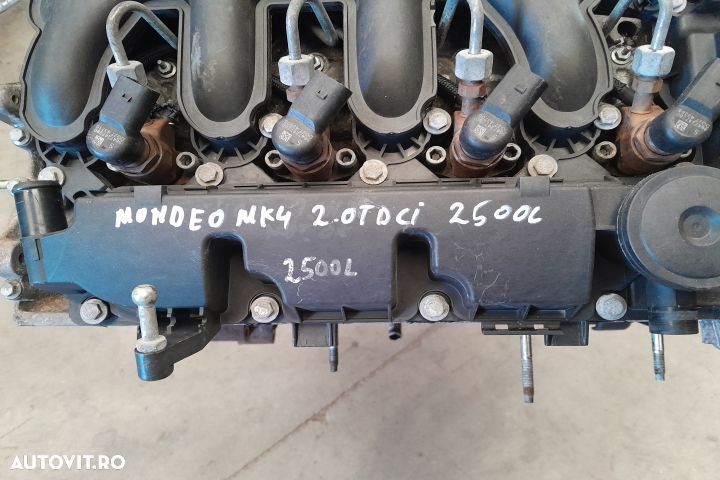 MONDEO MK4 2.0TDCi 2500L
2500L
AUTOVIT.RO